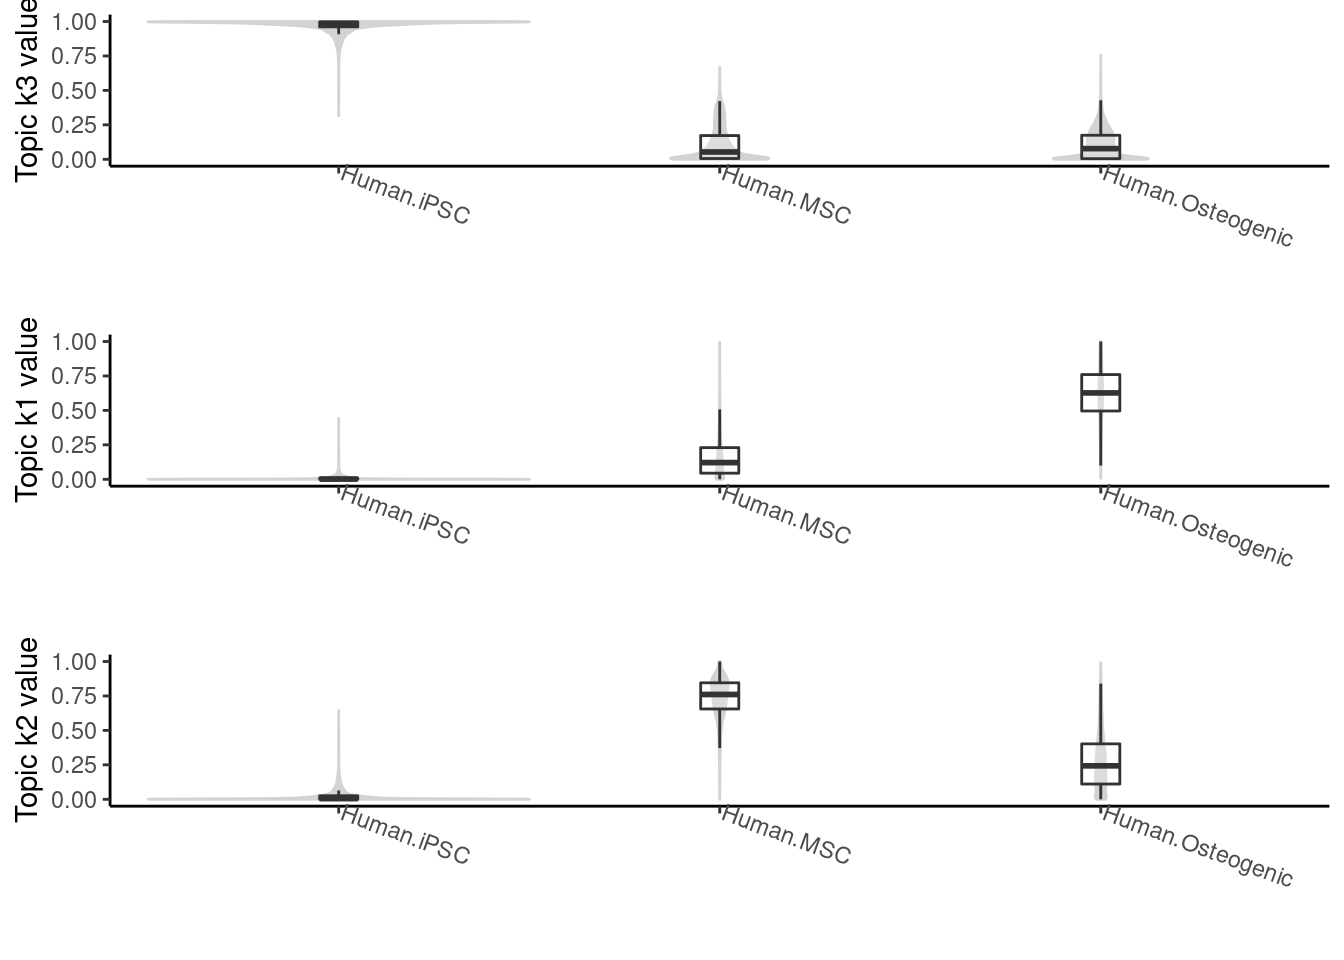 Topic k3 value
1.00
0.75
0.50
0.25
0.00
Human.iPSC
Human.MSC
Human.Osteogenic
Topic k1 value
1.00
0.75
0.50
0.25
0.00
Human.iPSC
Human.MSC
Human.Osteogenic
Topic k2 value
1.00
0.75
0.50
0.25
0.00
Human.iPSC
Human.MSC
Human.Osteogenic